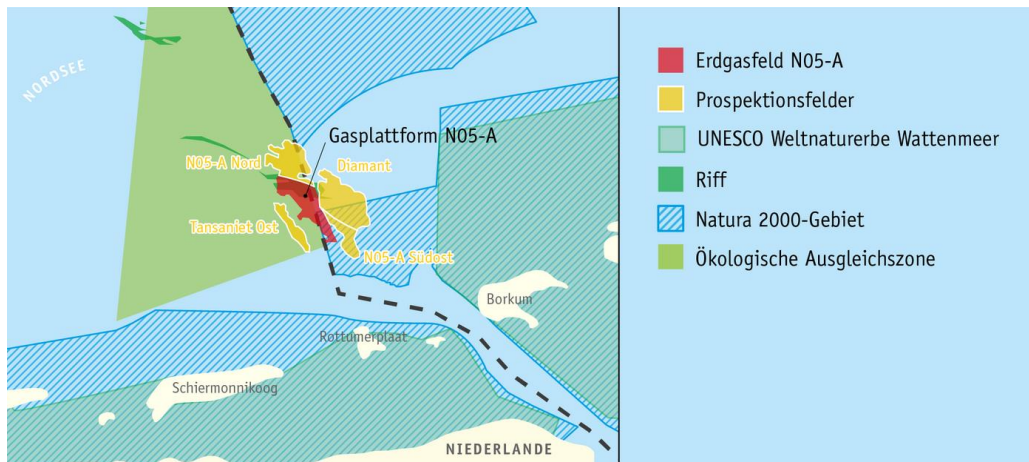 NORDSEE
Gasplattform N05-A
N05-A Nord
Diamant
Tansaniet Ost
N05-A Südost
Borkum
Rottumerplaat
Schiermonnikoog
NIEDERLANDE
Erdgasfeld N05-A
Prospektionsfelder
UNESCO Weltnaturerbe Wattenmeer
Riff
Natura 2000-Gebiet
Ökologische Ausgleichszone